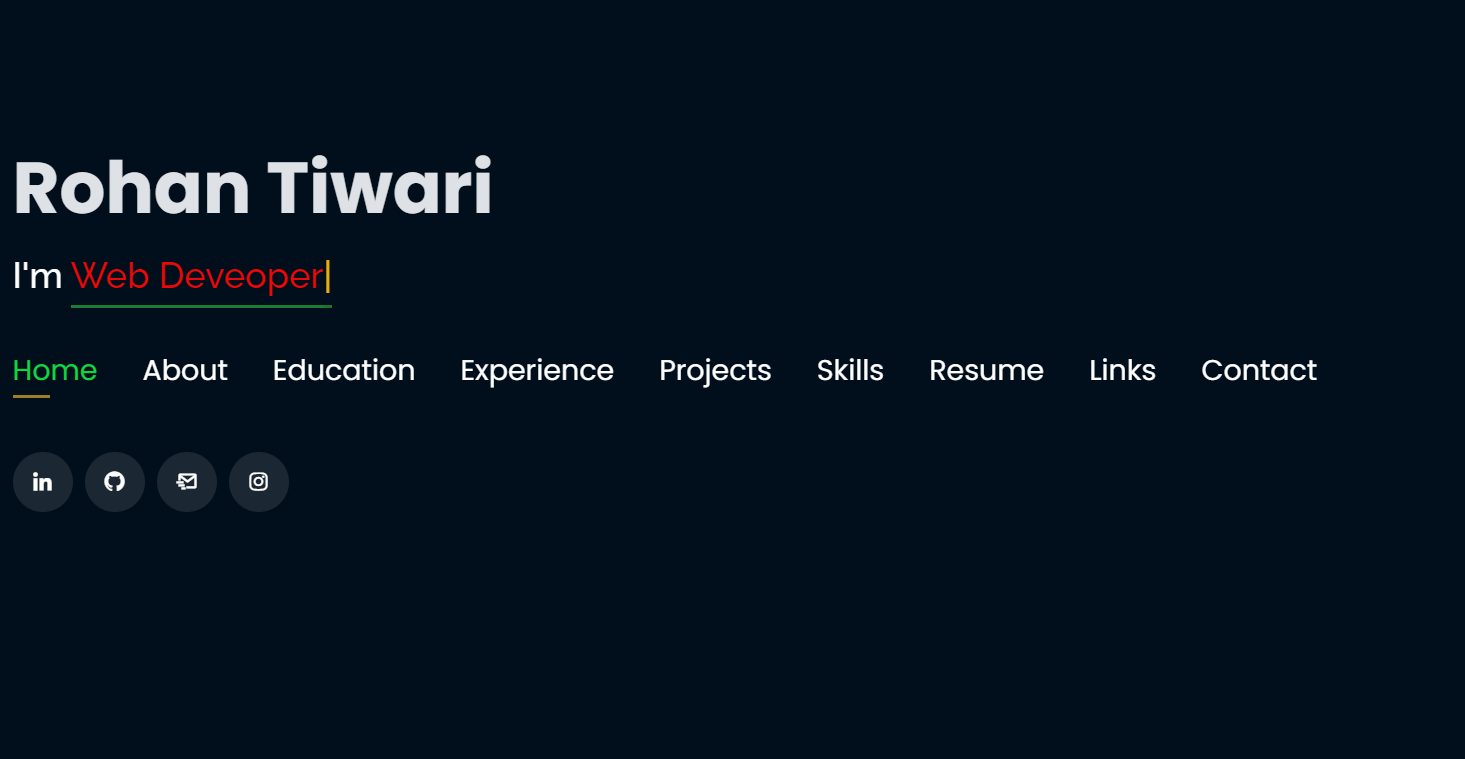 Rohan Tiwari
I'm Web Deveoper|
Home About Education Experience Projects Skills Resume Links Contact
in